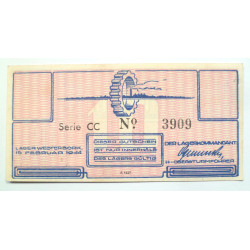 Serie CC   No   3909
LAGER WESTERBORK
15. FEBRUAR 1944
DIESER GUTSCHEIN
IST NUR INNERHALB
DES LAGERS GÜLTIG
DER LAGERKOMMANDANT
OBERSTURMFÜHRER